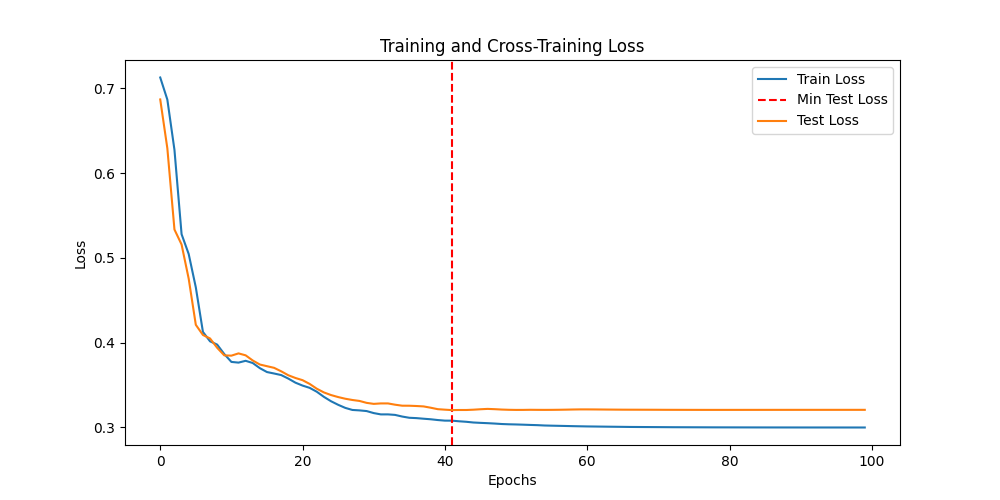 Training and Cross-Training Loss
Train Loss
Min Test Loss
Test Loss
Loss
0.7
0.6
0.5
0.4
0.3
0
20
40
60
80
100
Epochs